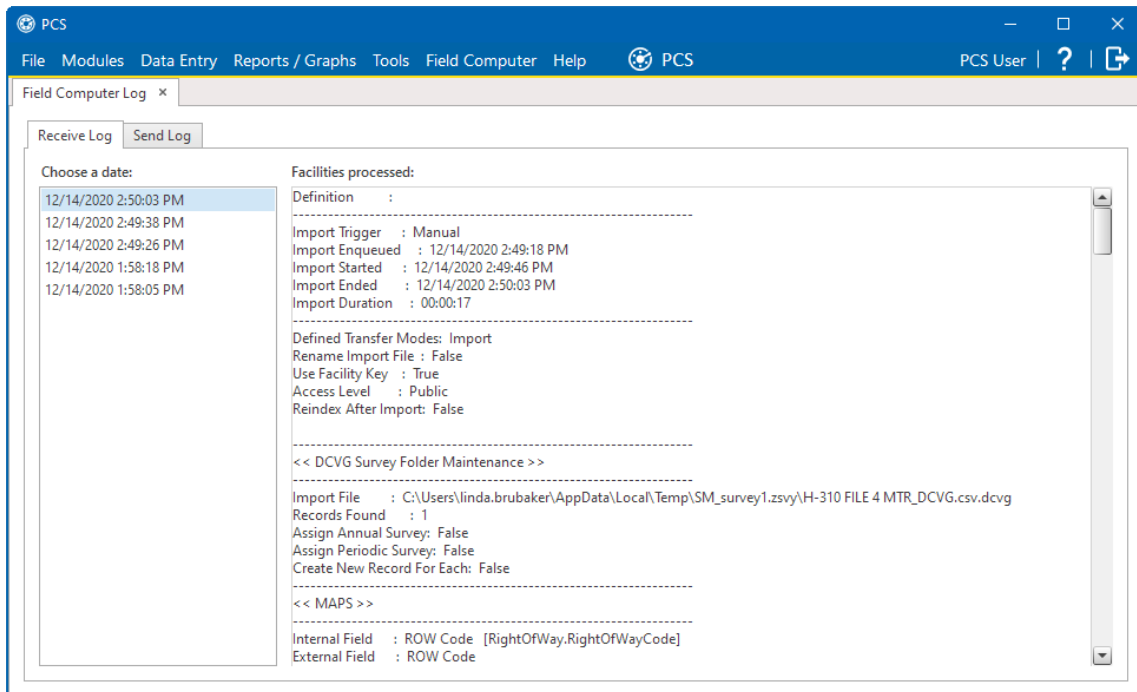 PCS
File Modules Data Entry Reports / Graphs Tools Field Computer Help PCS PCS User | ? |
Field Computer Log ×
Receive Log Send Log
Choose a date:
12/14/2020 2:50:03 PM
12/14/2020 2:49:38 PM
12/14/2020 2:49:26 PM
12/14/2020 1:58:18 PM
12/14/2020 1:58:05 PM
Facilities processed:
Definition :
--------------------------------------------------------------------------------
Import Trigger : Manual
Import Enqueued : 12/14/2020 2:49:18 PM
Import Started : 12/14/2020 2:49:46 PM
Import Ended : 12/14/2020 2:50:03 PM
Import Duration : 00:00:17
--------------------------------------------------------------------------------
Defined Transfer Modes: Import
Rename Import File : False
Use Facility Key : True
Access Level : Public
Reindex After Import: False
--------------------------------------------------------------------------------
<< DCVG Survey Folder Maintenance >>
--------------------------------------------------------------------------------
Import File : C:\Users\linda.brubaker\AppData\Local\Temp\SM_survey1.zsvy\H-310 FILE 4 MTR_DCVG.csv.dcvg
Records Found : 1
Assign Annual Survey: False
Assign Periodic Survey: False
Create New Record For Each: False
--------------------------------------------------------------------------------
<< MAPS >>
--------------------------------------------------------------------------------
Internal Field : ROW Code [RightOfWay.RightOfWayCode]
External Field : ROW Code